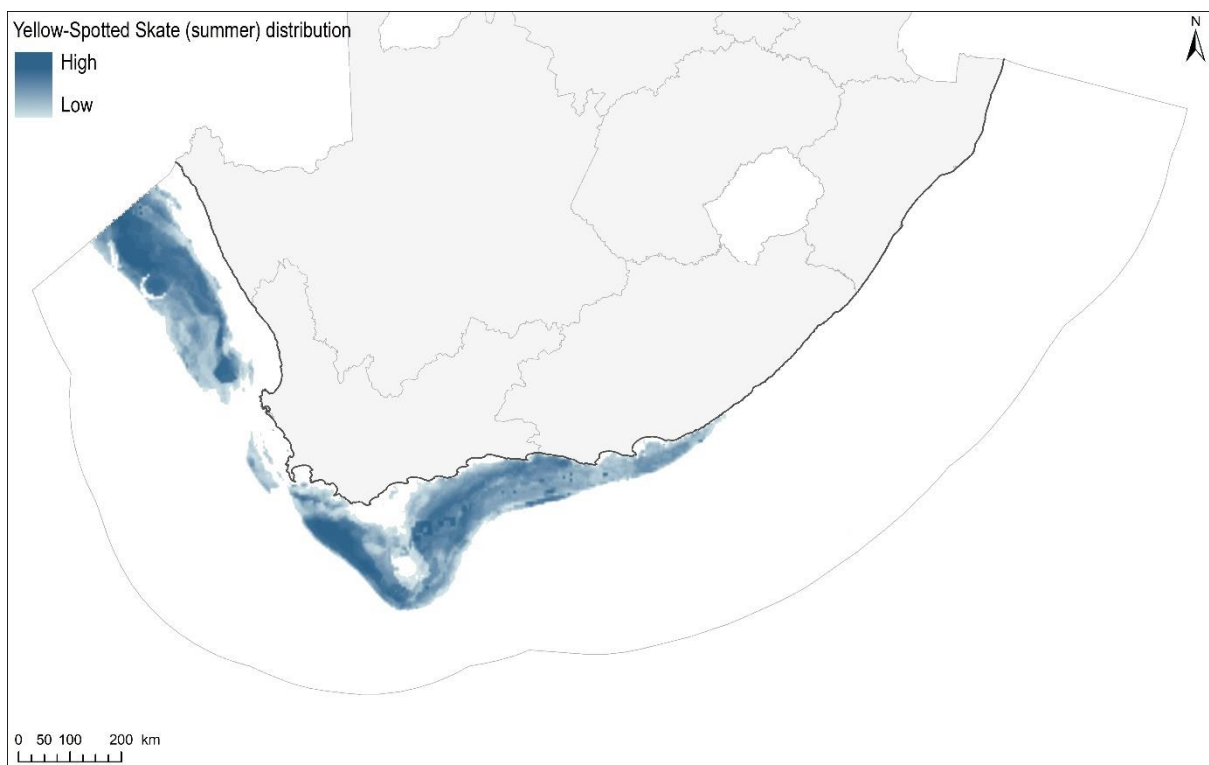 Yellow-Spotted Skate (summer) distribution
High
Low
N
0 50 100 200 km